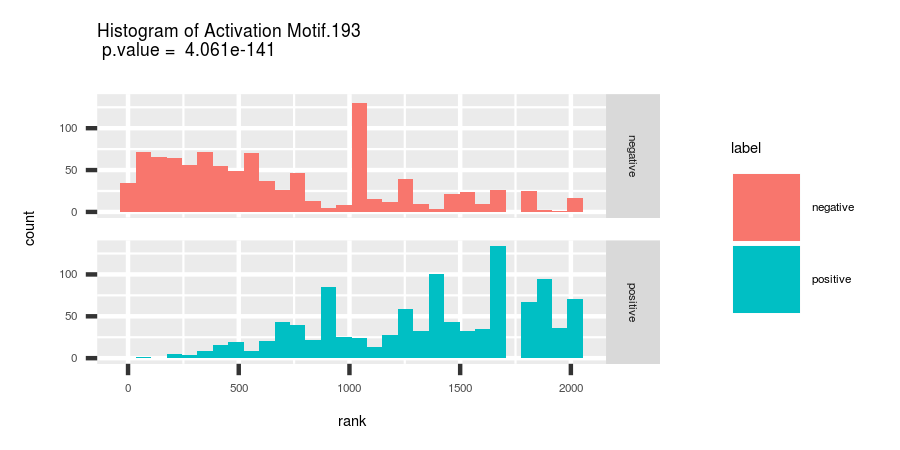 Histogram of Activation Motif.193
p.value =  4.061e-141
count
100
50
0
negative
100
50
0
positive
0 500 1000 1500 2000
rank
label
negative
positive